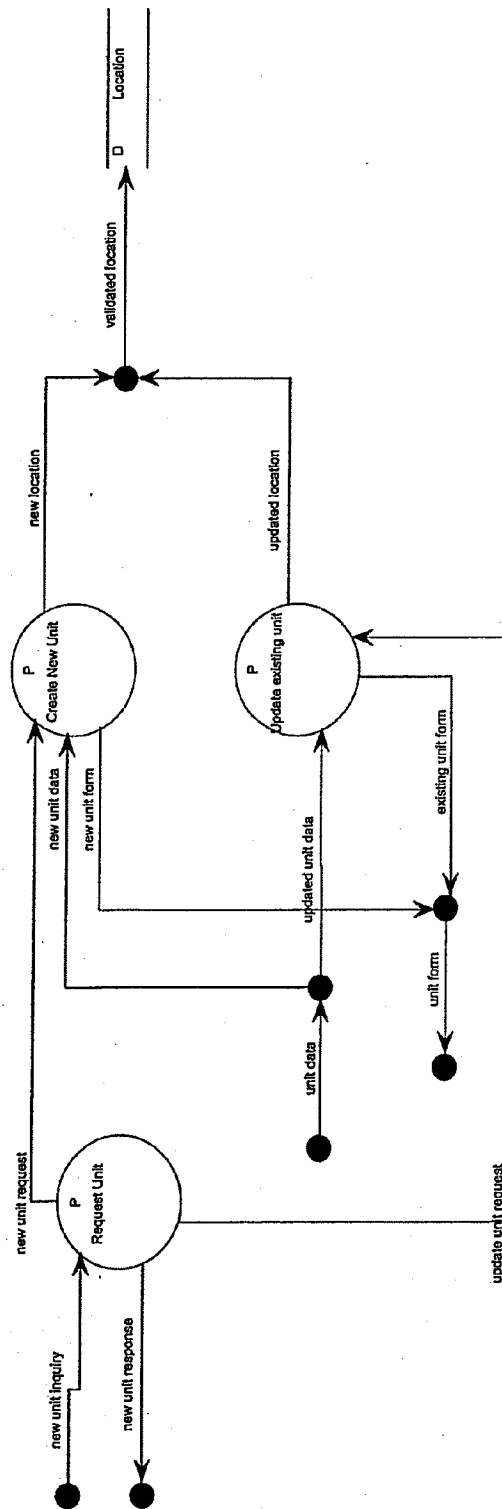 new unit inquiry
new unit response
P
Request Unit
new unit request
update unit request
unit data
unit form
new unit data
new unit form
updated unit data
existing unit form
P
Create New Unit
P
Update existing unit
new location
updated location
validated location
D Location